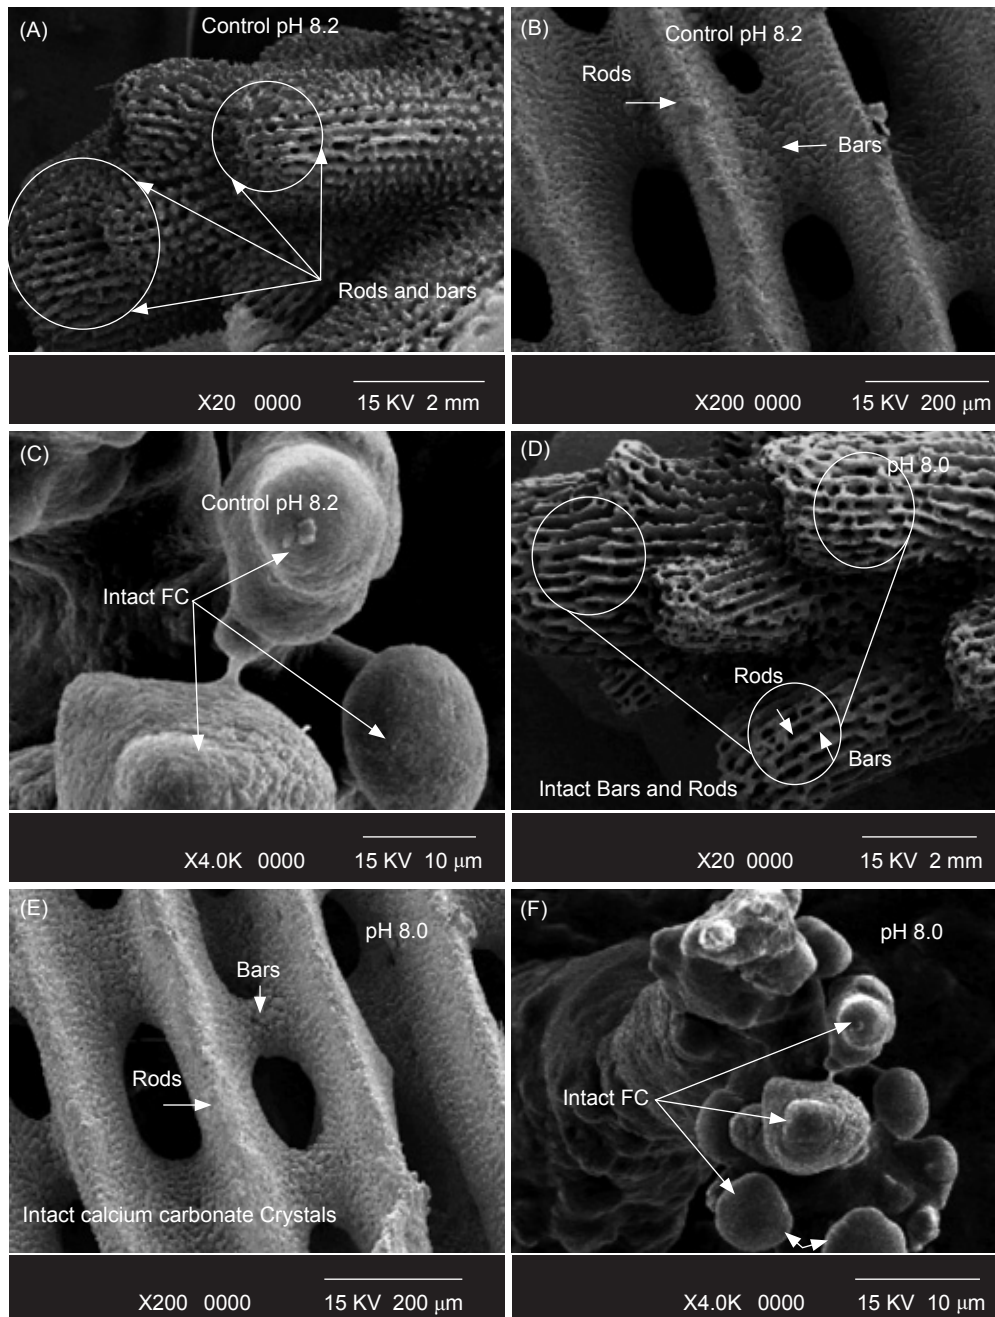 (A)
Control pH 8.2
Rods and bars
X20 0000 15 KV 2 mm
(B)
Control pH 8.2
Rods
Bars
X200 0000 15 KV 200 μm
(C)
Control pH 8.2
Intact FC
X4.0K 0000 15 KV 10 μm
(D)
pH 8.0
Rods
Bars
Intact Bars and Rods
X20 0000 15 KV 2 mm
(E)
pH 8.0
Bars
Rods
Intact calcium carbonate Crystals
X200 0000 15 KV 200 μm
(F)
pH 8.0
Intact FC
X4.0K 0000 15 KV 10 μm